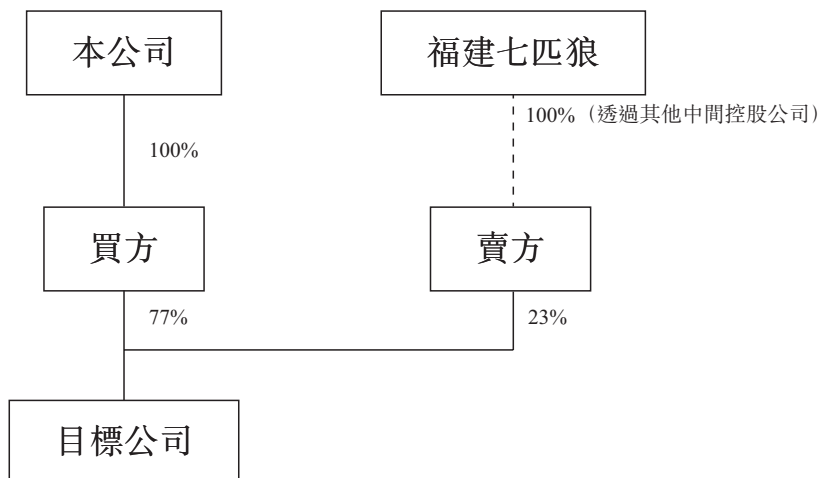 本公司
福建七匹狼
100%（透過其他中間控股公司）
100%
買方
賣方
77%
23%
目標公司